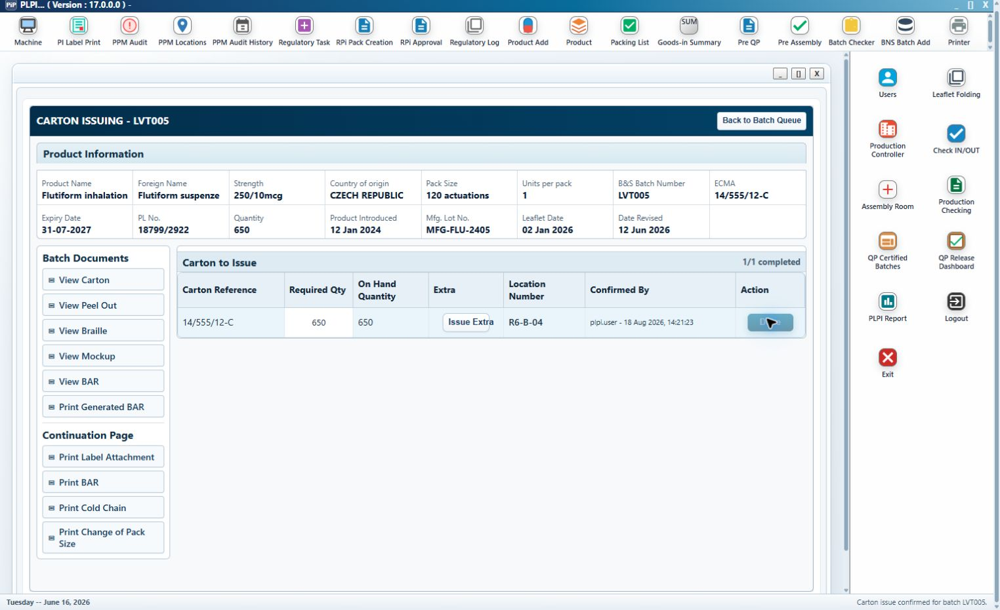 PiP PLPI... ( Version : 17.0.0.0 ) -
_ [] X
Machine
PI Label Print
PPM Audit
PPM Locations
PPM Audit History
Regulatory Task
RPi Pack Creation
RPi Approval
Regulatory Log
Product Add
Product
Packing List
SUM
Goods-in Summary
Pre QP
Pre Assembly
Batch Checker
BNS Batch Add
Printer
_ [] X
CARTON ISSUING - LVT005
Back to Batch Queue
Product Information
Product Name
Foreign Name
Strength
Country of origin
Pack Size
Units per pack
B&S Batch Number
ECMA
Flutiform inhalation
Flutiform suspenze
250/10mcg
CZECH REPUBLIC
120 actuations
1
LVT005
14/555/12-C
Expiry Date
PL No.
Quantity
Product Introduced
Mfg. Lot No.
Leaflet Date
Date Revised
31-07-2027
18799/2922
650
12 Jan 2024
MFG-FLU-2405
02 Jan 2026
12 Jun 2026
Batch Documents
View Carton
View Peel Out
View Braille
View Mockup
View BAR
Print Generated BAR
Continuation Page
Print Label Attachment
Print BAR
Print Cold Chain
Print Change of Pack
Size
Carton to Issue
1/1 completed
Carton Reference
Required Qty
On Hand
Quantity
Extra
Location
Number
Confirmed By
Action
14/555/12-C
650
650
Issue Extra
R6-B-04
plpi.user - 18 Aug 2026, 14:21:23
Users
Leaflet Folding
Production
Controller
Check IN/OUT
Assembly Room
Production
Checking
QP Certified
Batches
QP Release
Dashboard
PLPI Report
Logout
Exit
Tuesday -- June 16, 2026
Carton issue confirmed for batch LVT005.